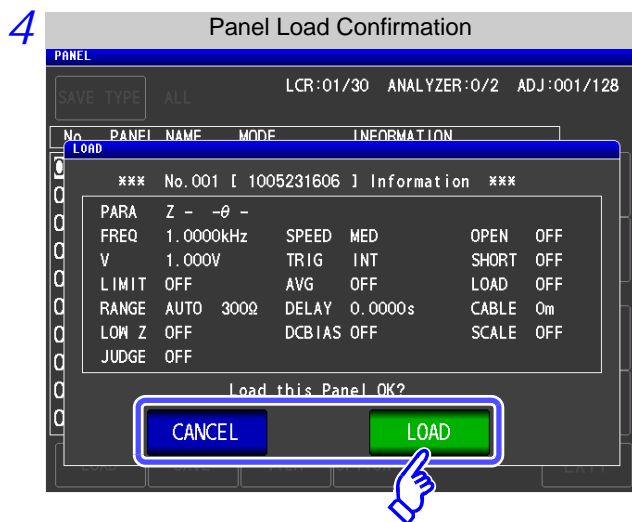 4 Panel Load Confirmation
PANEL
SAVE TYPE ALL LCR:01/30 ANALYZER:0/2 ADJ:001/128
No. PANEL NAME MODE INFORMATION
LOAD
*** No.001 [ 1005231606 ] Information ***
PARA Z - -θ -
FREQ 1.0000kHz SPEED MED OPEN OFF
V 1.000V TRIG INT SHORT OFF
LIMIT OFF AVG OFF LOAD OFF
RANGE AUTO 300Ω DELAY 0.0000s CABLE 0m
LOW Z OFF DCBIAS OFF SCALE OFF
JUDGE OFF
Load this Panel OK?
CANCEL LOAD
LOAD SAVE EXIT